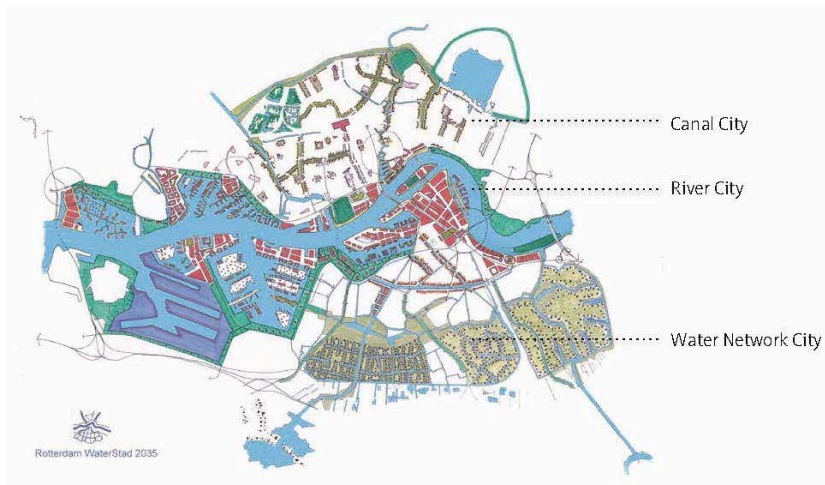 Canal City
River City
Water Network City
Rotterdam WaterStad 2035